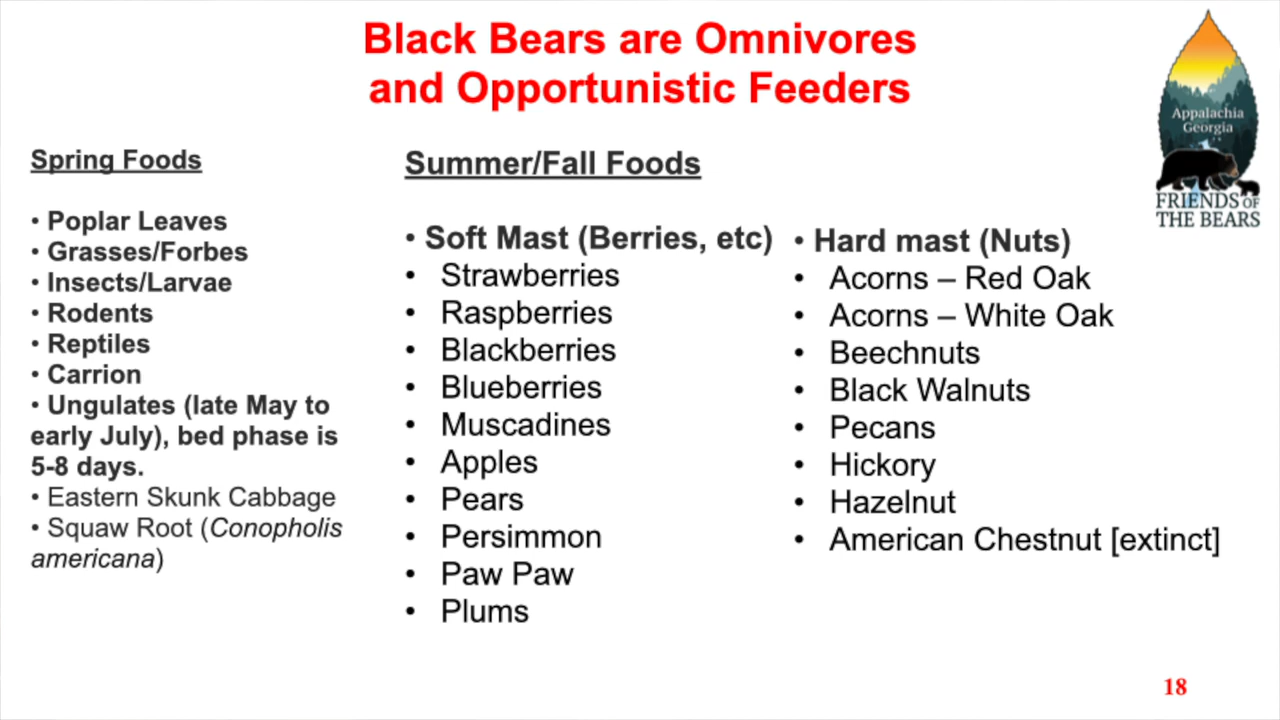 Black Bears are Omnivores
and Opportunistic Feeders
Appalachia
Georgia
FRIENDS OF
THE BEARS
Spring Foods
• Poplar Leaves
• Grasses/Forbes
• Insects/Larvae
• Rodents
• Reptiles
• Carrion
• Ungulates (late May to
early July), bed phase is
5-8 days.
• Eastern Skunk Cabbage
• Squaw Root (Conopholis
americana)
Summer/Fall Foods
• Soft Mast (Berries, etc)
• Strawberries
• Raspberries
• Blackberries
• Blueberries
• Muscadines
• Apples
• Pears
• Persimmon
• Paw Paw
• Plums
• Hard mast (Nuts)
• Acorns – Red Oak
• Acorns – White Oak
• Beechnuts
• Black Walnuts
• Pecans
• Hickory
• Hazelnut
• American Chestnut [extinct]
18